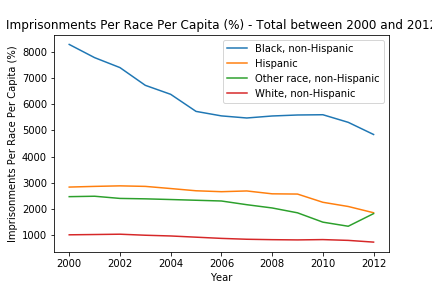 Imprisonments Per Race Per Capita (%) - Total between 2000 and 2012
Black, non-Hispanic
Hispanic
Other race, non-Hispanic
White, non-Hispanic
Imprisonments Per Race Per Capita (%)
8000
7000
6000
5000
4000
3000
2000
1000
2000 2002 2004 2006 2008 2010 2012
Year